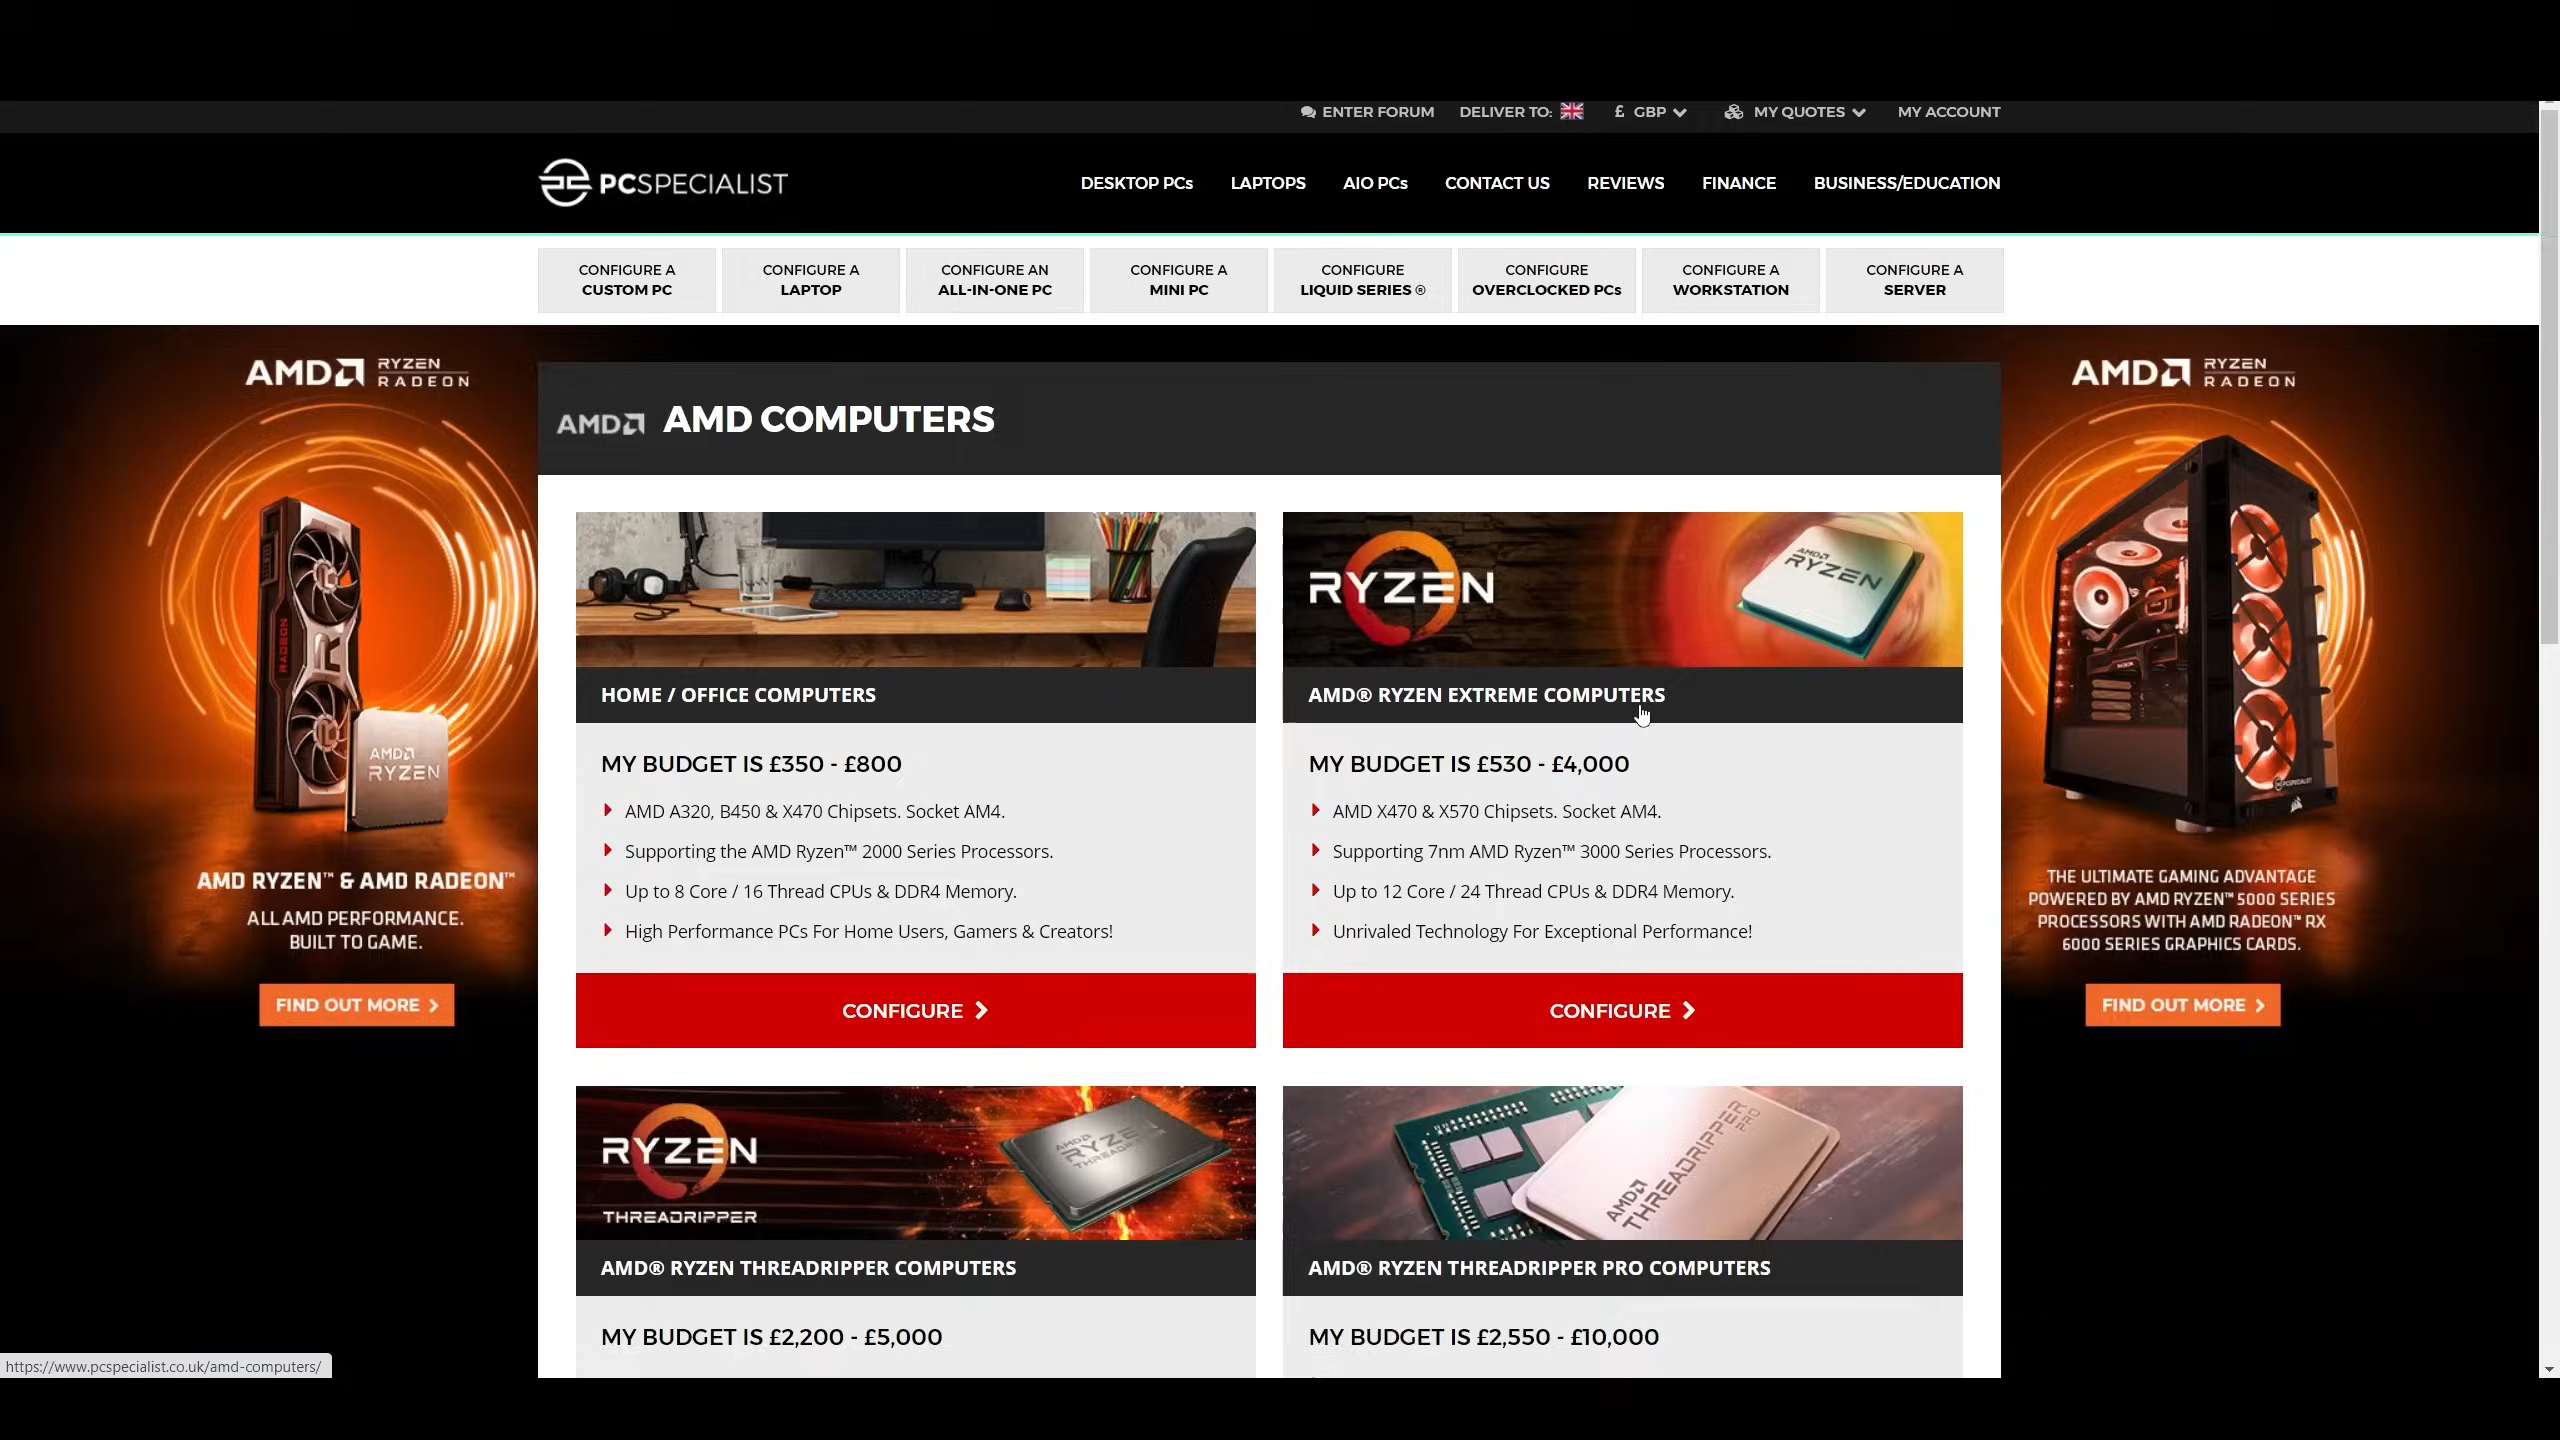 ENTER FORUM DELIVER TO: £ GBP MY QUOTES MY ACCOUNT
PCSPECIALIST
DESKTOP PCs LAPTOPS AIO PCs CONTACT US REVIEWS FINANCE BUSINESS/EDUCATION
CONFIGURE A
CUSTOM PC
CONFIGURE A
LAPTOP
CONFIGURE AN
ALL-IN-ONE PC
CONFIGURE A
MINI PC
CONFIGURE
LIQUID SERIES ®
CONFIGURE
OVERCLOCKED PCs
CONFIGURE A
WORKSTATION
CONFIGURE A
SERVER
AMD RYZEN
RADEON
RADEON
AMD
RYZEN
AMD RYZEN™ & AMD RADEON™
ALL AMD PERFORMANCE.
BUILT TO GAME.
FIND OUT MORE
AMD AMD COMPUTERS
HOME / OFFICE COMPUTERS
MY BUDGET IS £350 - £800
AMD A320, B450 & X470 Chipsets. Socket AM4.
Supporting the AMD Ryzen™ 2000 Series Processors.
Up to 8 Core / 16 Thread CPUs & DDR4 Memory.
High Performance PCs For Home Users, Gamers & Creators!
CONFIGURE
RYZEN
AMD
RYZEN
AMD® RYZEN EXTREME COMPUTERS
MY BUDGET IS £530 - £4,000
AMD X470 & X570 Chipsets. Socket AM4.
Supporting 7nm AMD Ryzen™ 3000 Series Processors.
Up to 12 Core / 24 Thread CPUs & DDR4 Memory.
Unrivaled Technology For Exceptional Performance!
CONFIGURE
RYZEN
THREADRIPPER
AMD
RYZEN
THREADRIPPER
AMD® RYZEN THREADRIPPER COMPUTERS
MY BUDGET IS £2,200 - £5,000
AMD
THREADRIPPER
PRO
AMD® RYZEN THREADRIPPER PRO COMPUTERS
MY BUDGET IS £2,550 - £10,000
AMD RYZEN
RADEON
PCSPECIALIST
THE ULTIMATE GAMING ADVANTAGE
POWERED BY AMD RYZEN™ 5000 SERIES
PROCESSORS WITH AMD RADEON™ RX
6000 SERIES GRAPHICS CARDS.
FIND OUT MORE
https://www.pcspecialist.co.uk/amd-computers/